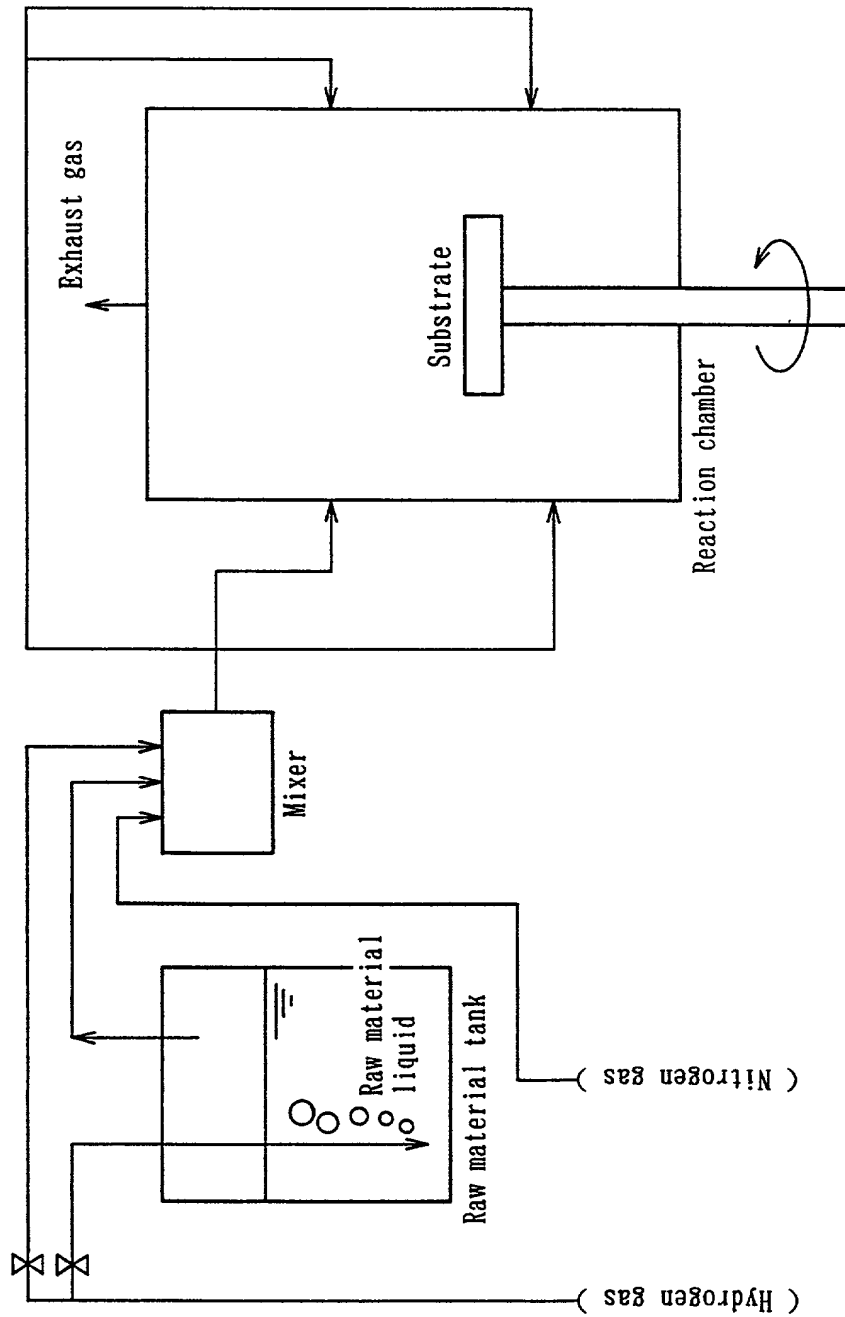 ( Hydrogen gas )
( Nitrogen gas )
Raw material
liquid
Raw material tank
Mixer
Exhaust gas
Substrate
Reaction chamber